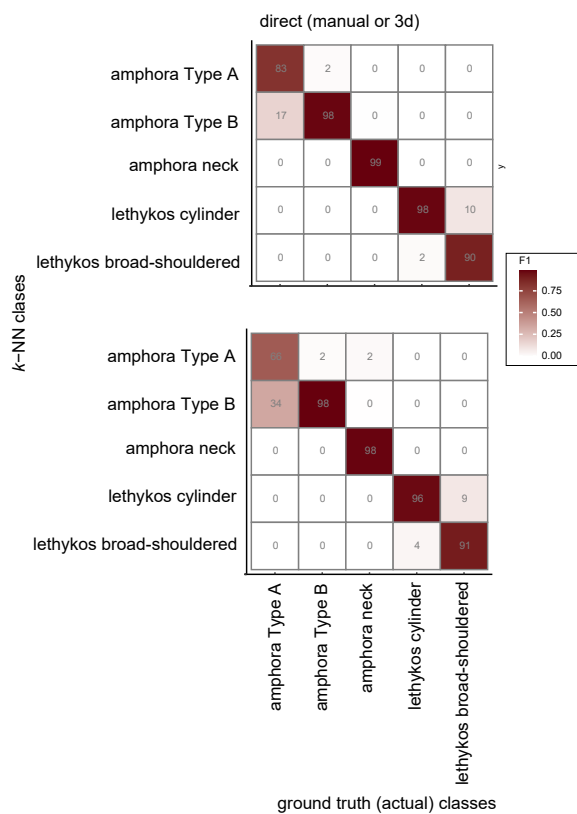 direct (manual or 3d)
amphora Type A 83 2 0 0 0
amphora Type B 17 98 0 0 0
amphora neck 0 0 99 0 0
lethykos cylinder 0 0 0 98 10
lethykos broad-shouldered 0 0 0 2 90
y
F1
0.75
0.50
0.25
0.00
k−NN clases
amphora Type A 66 2 2 0 0
amphora Type B 34 98 0 0 0
amphora neck 0 0 98 0 0
lethykos cylinder 0 0 0 96 9
lethykos broad-shouldered 0 0 0 4 91
amphora Type A
amphora Type B
amphora neck
lethykos cylinder
lethykos broad-shouldered
ground truth (actual) classes